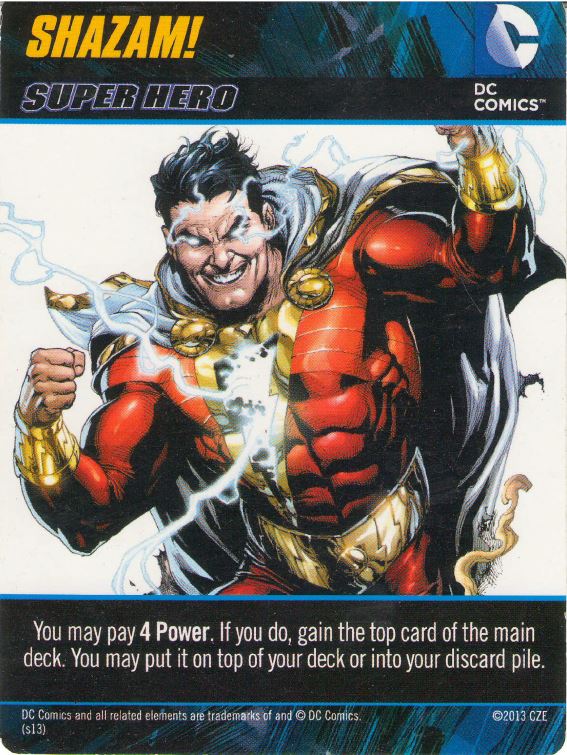 SHAZAM!
SUPER HERO
DC
COMICS™
You may pay 4 Power. If you do, gain the top card of the main
deck. You may put it on top of your deck or into your discard pile.
DC Comics and all related elements are trademarks of and © DC Comics.
(s13)
©2013 CZE